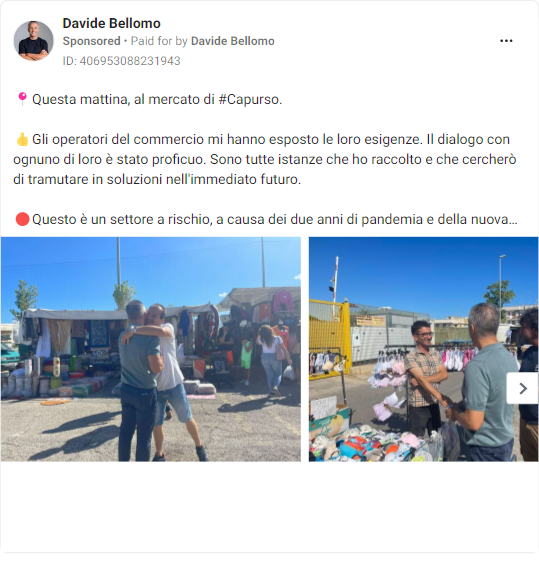 Davide Bellomo
Sponsored • Paid for by Davide Bellomo
ID: 406953088231943
📍Questa mattina, al mercato di #Capurso.
👍Gli operatori del commercio mi hanno esposto le loro esigenze. Il dialogo con
ognuno di loro è stato proficuo. Sono tutte istanze che ho raccolto e che cercherò
di tramutare in soluzioni nell'immediato futuro.
🔴Questo è un settore a rischio, a causa dei due anni di pandemia e della nuova...